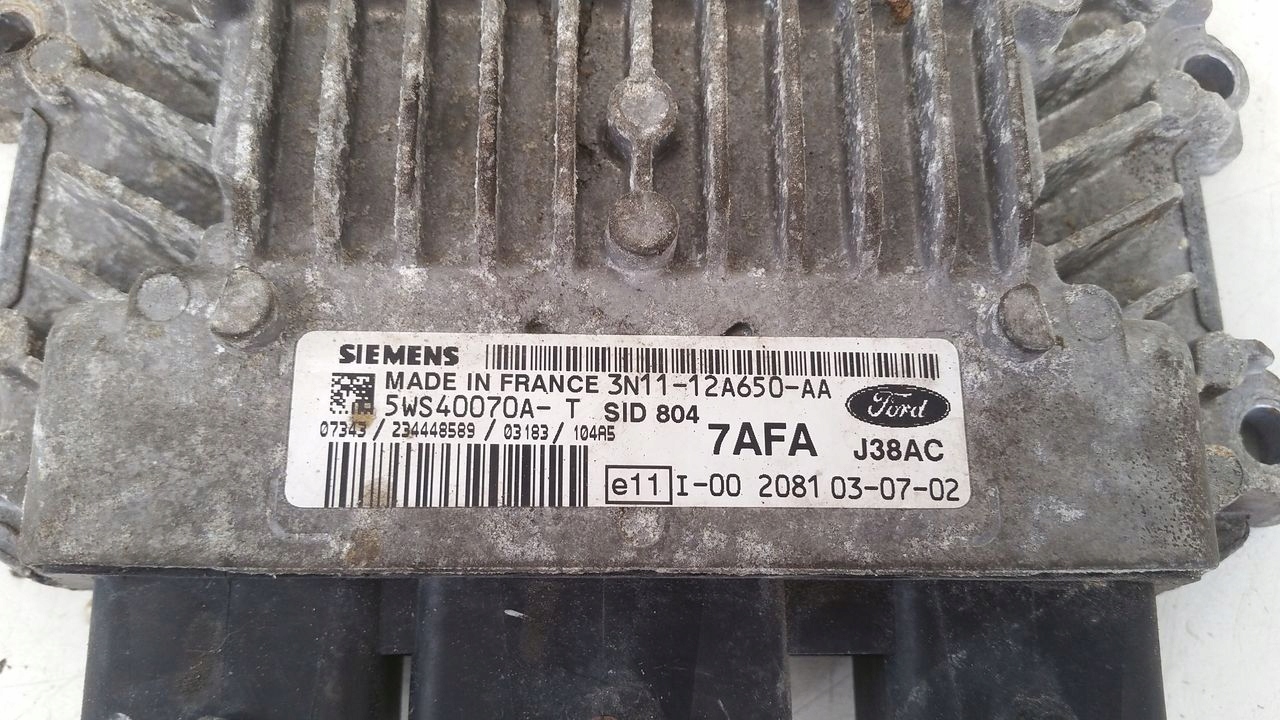 SIEMENS
MADE IN FRANCE 3N11-12A650-AA
5WS40070A- T SID 804
Ford
07343 / 234448589 / 03183 / 104A5
7AFA J38AC
e11 I-00 2081 03-07-02